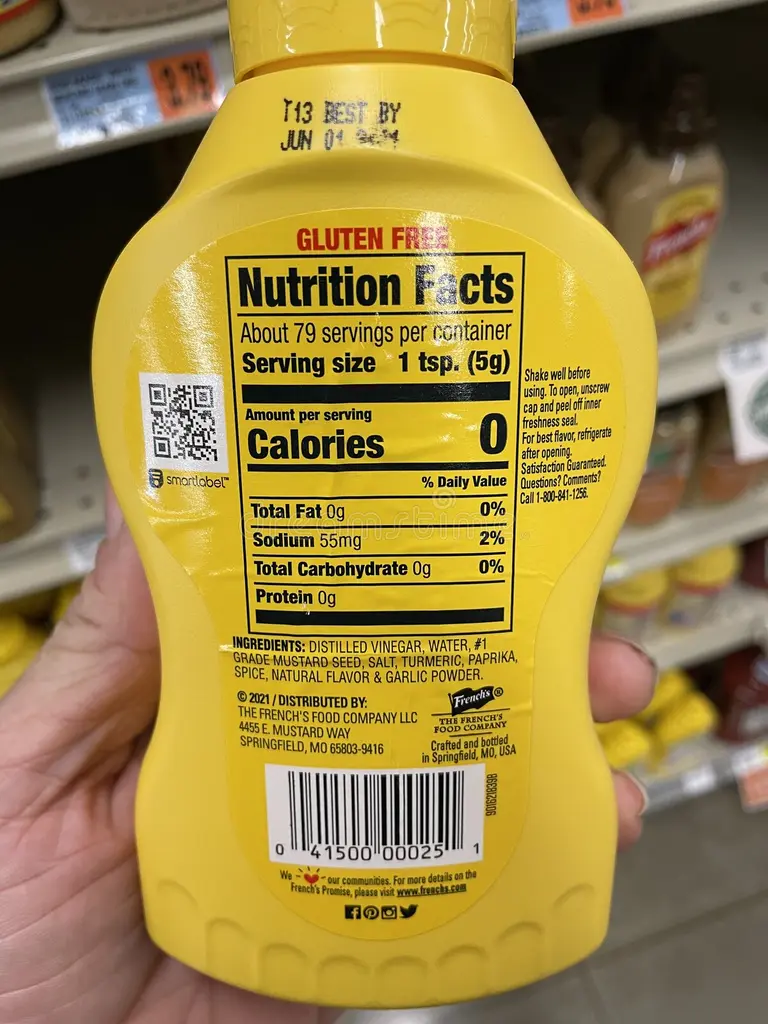 T13 BEST BY
JUN 01
GLUTEN FREE
Nutrition Facts
About 79 servings per container
Serving size 1 tsp. (5g)
Amount per serving
Calories 0
% Daily Value
Total Fat 0g 0%
Sodium 55mg 2%
Total Carbohydrate 0g 0%
Protein 0g
smartlabel™
Shake well before
using. To open, unscrew
cap and peel off inner
freshness seal.
For best flavor, refrigerate
after opening.
Satisfaction Guaranteed.
Questions? Comments?
Call 1-800-841-1256.
INGREDIENTS: DISTILLED VINEGAR, WATER, #1
GRADE MUSTARD SEED, SALT, TURMERIC, PAPRIKA,
SPICE, NATURAL FLAVOR & GARLIC POWDER.
© 2021 / DISTRIBUTED BY:
THE FRENCH'S FOOD COMPANY LLC
4455 E. MUSTARD WAY
SPRINGFIELD, MO 65803-9416
French's®
THE FRENCH'S
FOOD COMPANY
Crafted and bottled
in Springfield, MO, USA
0 41500 00025 1
We our communities. For more details on the
French's Promise, please visit www.frenchs.com